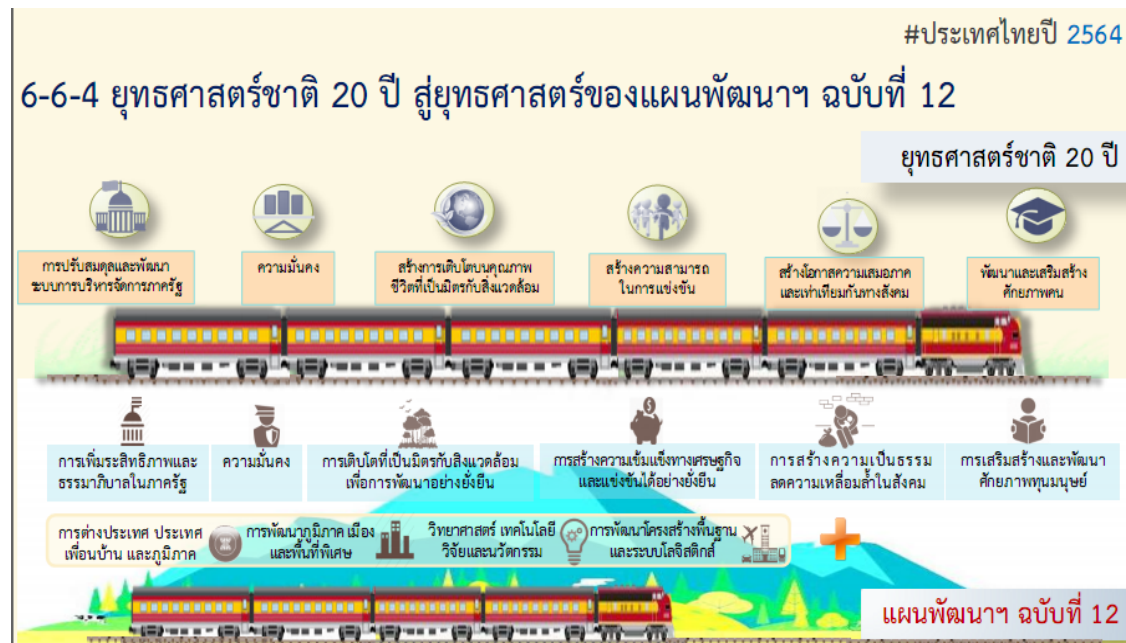 #ประเทศไทยปี 2564
6-6-4 ยุทธศาสตร์ชาติ 20 ปี สู่ยุทธศาสตร์ของแผนพัฒนาฯ ฉบับที่ 12
ยุทธศาสตร์ชาติ 20 ปี
การปรับสมดุลและพัฒนา
ระบบการบริหารจัดการภาครัฐ
ความมั่นคง
สร้างการเติบโตบนคุณภาพ
ชีวิตที่เป็นมิตรกับสิ่งแวดล้อม
สร้างความสามารถ
ในการแข่งขัน
สร้างโอกาสความเสมอภาค
และเท่าเทียมกันทางสังคม
พัฒนาและเสริมสร้าง
ศักยภาพคน
การเพิ่มประสิทธิภาพและ
ธรรมาภิบาลในภาครัฐ
ความมั่นคง
การเติบโตที่เป็นมิตรกับสิ่งแวดล้อม
เพื่อการพัฒนาอย่างยั่งยืน
การสร้างความเข้มแข็งทางเศรษฐกิจ
และแข่งขันได้อย่างยั่งยืน
การสร้างความเป็นธรรม
ลดความเหลื่อมล้ำในสังคม
การเสริมสร้างและพัฒนา
ศักยภาพทุนมนุษย์
การต่างประเทศ ประเทศ
เพื่อนบ้าน และภูมิภาค
การพัฒนาภูมิภาค เมือง
และพื้นที่พิเศษ
วิทยาศาสตร์ เทคโนโลยี
วิจัยและนวัตกรรม
การพัฒนาโครงสร้างพื้นฐาน
และระบบโลจิสติกส์
แผนพัฒนาฯ ฉบับที่ 12